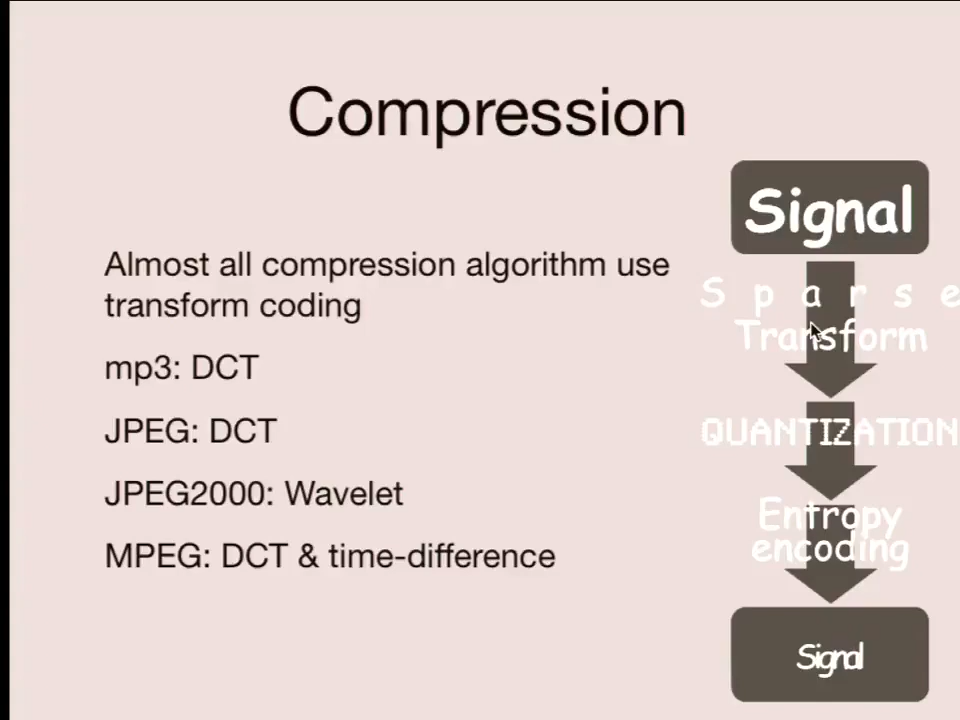 Compression
Almost all compression algorithm use
transform coding
mp3: DCT
JPEG: DCT
JPEG2000: Wavelet
MPEG: DCT & time-difference
Signal
Sparse
Transform
QUANTIZATION
Entropy
encoding
Signal